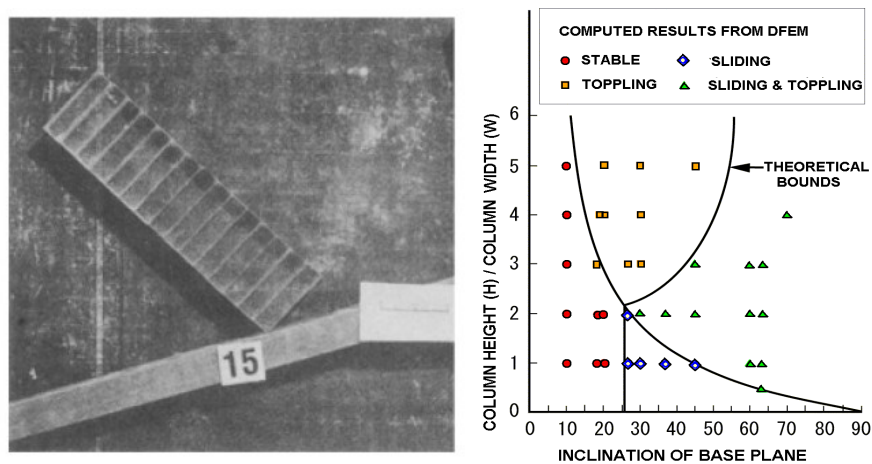 15
COMPUTED RESULTS FROM DFEM
STABLE
SLIDING
TOPPLING
SLIDING & TOPPLING
THEORETICAL
BOUNDS
COLUMN HEIGHT (H) / COLUMN WIDTH (W)
6
5
4
3
2
1
0
0 10 20 30 40 50 60 70 80 90
INCLINATION OF BASE PLANE